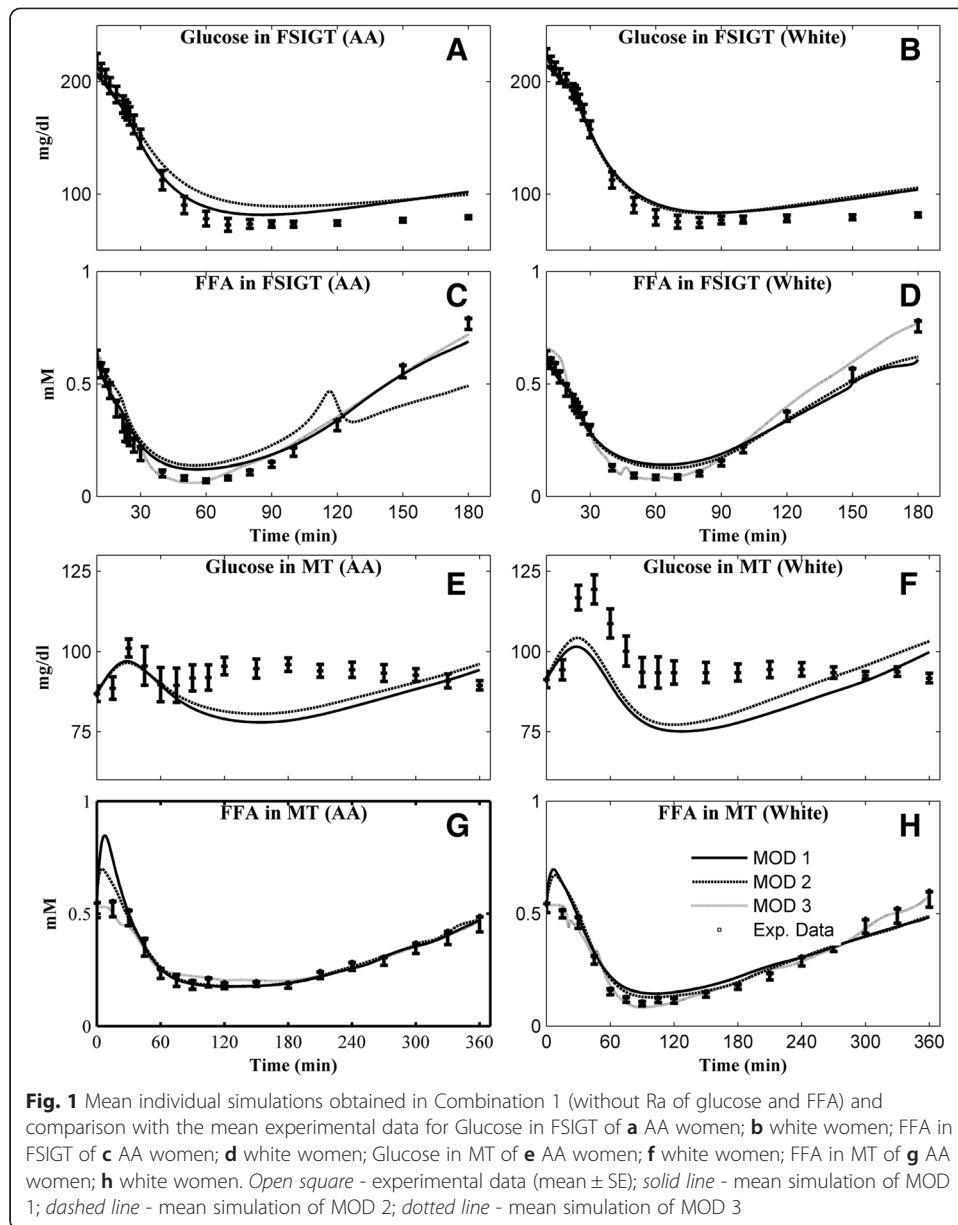 Glucose in FSIGT (AA) A
Glucose in FSIGT (White) B
200
100
mg/dl
200
100
FFA in FSIGT (AA) C
FFA in FSIGT (White) D
1
0.5
0
mM
1
0.5
0
30 60 90 120 150 180
Time (min)
30 60 90 120 150 180
Time (min)
Glucose in MT (AA) E
Glucose in MT (White) F
125
100
75
mg/dl
125
100
75
FFA in MT (AA) G
FFA in MT (White) H
1
0.5
0
mM
1
0.5
0
MOD 1
MOD 2
MOD 3
Exp. Data
0 60 120 180 240 300 360
Time (min)
0 60 120 180 240 300 360
Time (min)
Fig. 1 Mean individual simulations obtained in Combination 1 (without Ra of glucose and FFA) and
comparison with the mean experimental data for Glucose in FSIGT of a AA women; b white women; FFA in
FSIGT of c AA women; d white women; Glucose in MT of e AA women; f white women; FFA in MT of g AA
women; h white women. Open square - experimental data (mean ± SE); solid line - mean simulation of MOD
1; dashed line - mean simulation of MOD 2; dotted line - mean simulation of MOD 3